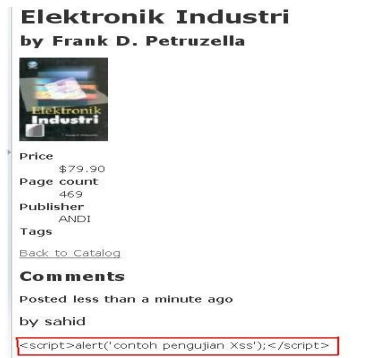 Elektronik Industri
by Frank D. Petruzella
Elektronik
Industri
Price
$79.90
Page count
469
Publisher
ANDI
Tags
Back to Catalog
Comments
Posted less than a minute ago
by sahid
<script>alert('contoh pengujian Xss');</script>